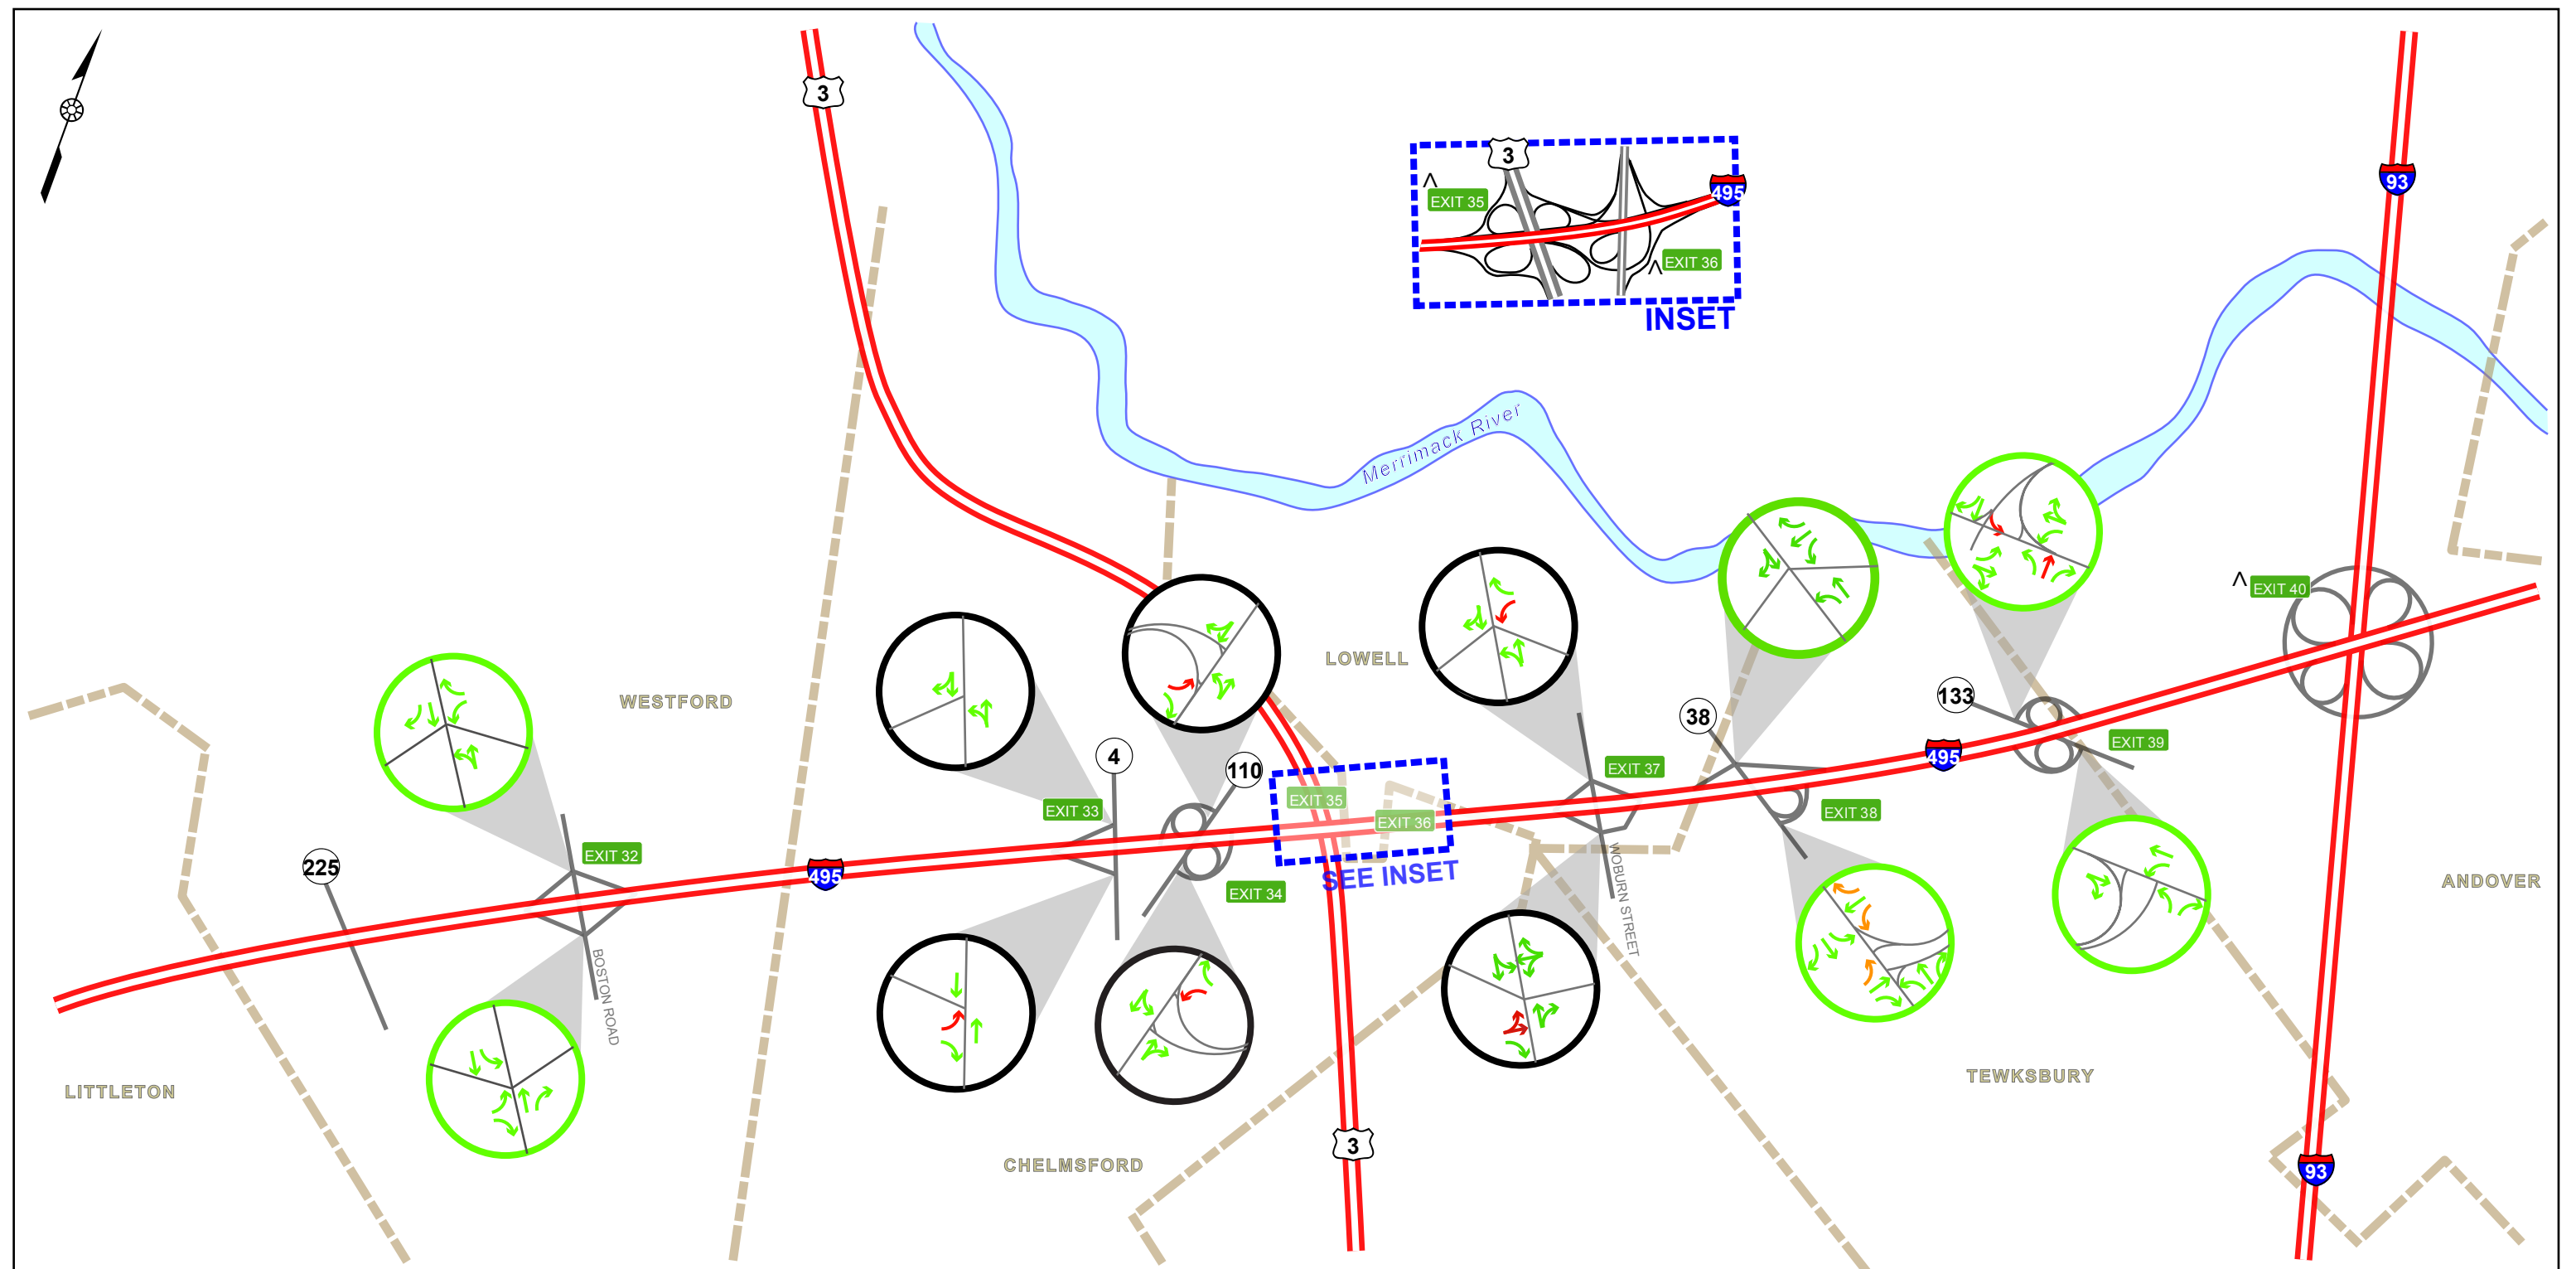 3
93
3
^
EXIT 35
495
^
EXIT 36
INSET
Merrimack River
^
EXIT 40
LOWELL
WESTFORD
133
38
4
110
EXIT 39
495
EXIT 37
EXIT 35
EXIT 33
EXIT 38
EXIT 36
EXIT 32
225
495
SEE INSET
EXIT 34
WOBURN STREET
ANDOVER
BOSTON ROAD
LITTLETON
TEWKSBURY
3
CHELMSFORD
93